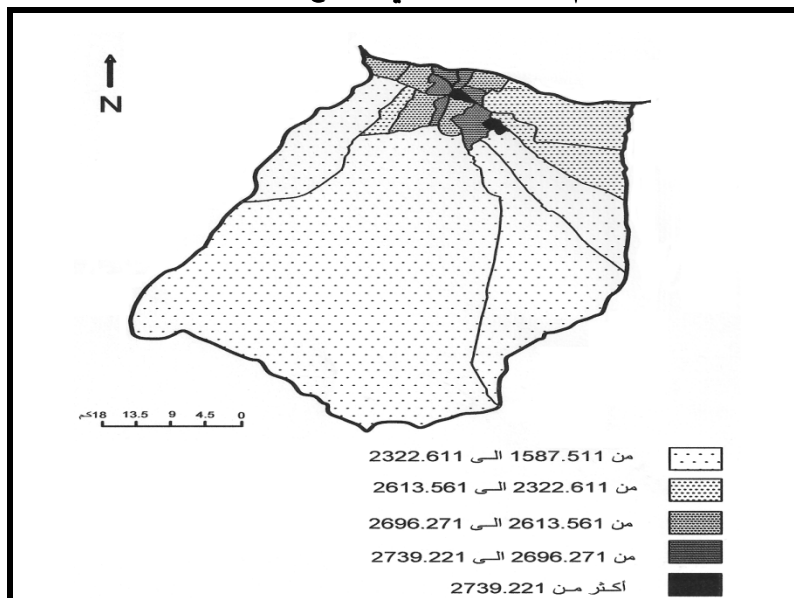 N
كم18 13.5 9 4.5 0
من 1587.511 الى 2322.611
من 2322.611 الى 2613.561
من 2613.561 الى 2696.271
من 2696.271 الى 2739.221
أكثر من 2739.221